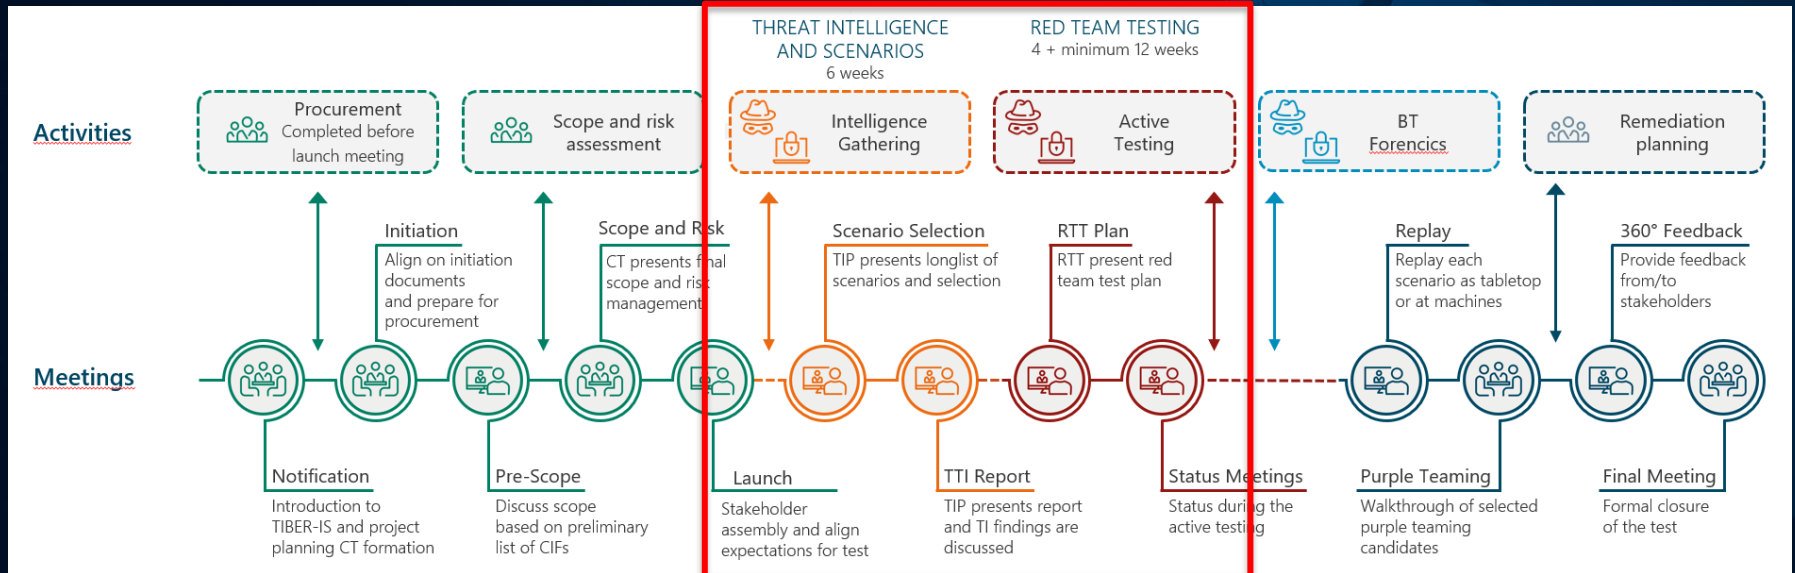 THREAT INTELLIGENCE
AND SCENARIOS
6 weeks
RED TEAM TESTING
4 + minimum 12 weeks
Activities
Procurement
Completed before
launch meeting
Scope and risk
assessment
Intelligence
Gathering
Active
Testing
BT
Forencics
Remediation
planning
Initiation
Align on initiation
documents
and prepare for
procurement
Scope and Risk
CT presents final
scope and risk
management
Scenario Selection
TIP presents longlist of
scenarios and selection
RTT Plan
RTT present red
team test plan
Replay
Replay each
scenario as tabletop
or at machines
360° Feedback
Provide feedback
from/to
stakeholders
Meetings
Notification
Introduction to
TIBER-IS and project
planning CT formation
Pre-Scope
Discuss scope
based on preliminary
list of CIFs
Launch
Stakeholder
assembly and align
expectations for test
TTI Report
TIP presents report
and TI findings are
discussed
Status Meetings
Status during the
active testing
Purple Teaming
Walkthrough of selected
purple teaming
candidates
Final Meeting
Formal closure
of the test